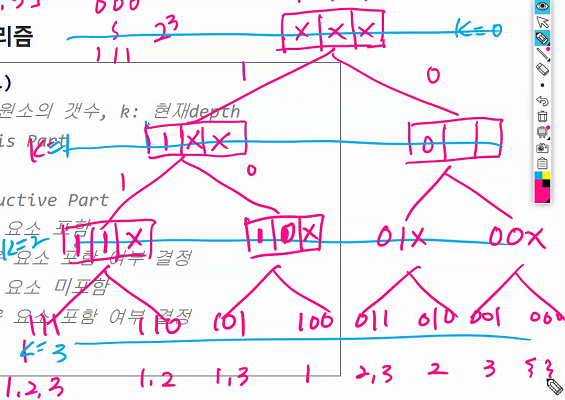 000
2³
리즘
111
X X X
K=0
1
0
)
원소의 갯수, k: 현재depth
is Part
K=1
1 X X
0
1
0
uctive Part
요소 포함
K=2
1 1 X
1 0 X
01X
00X
요소 포함 여부 결정
요소 미포함
요소 포함 여부 결정
111
110
101
100
011
010
001
000
K=3
1,2,3
1,2
1,3
1
2,3
2
3
{ }